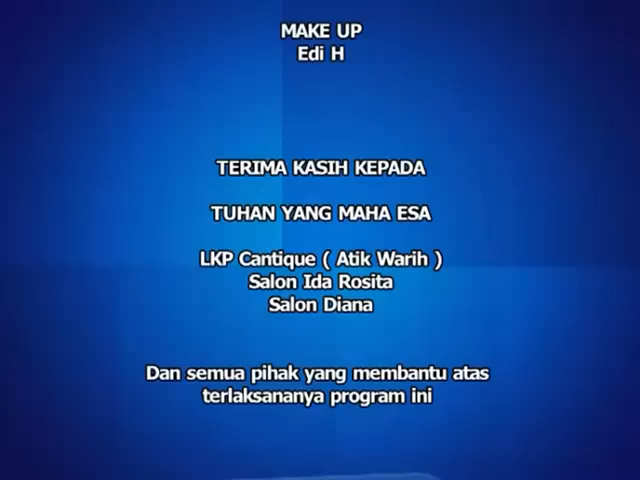 MAKE UP
Edi H
TERIMA KASIH KEPADA
TUHAN YANG MAHA ESA
LKP Cantique ( Atik Warih )
Salon Ida Rosita
Salon Diana
Dan semua pihak yang membantu atas
terlaksananya program ini